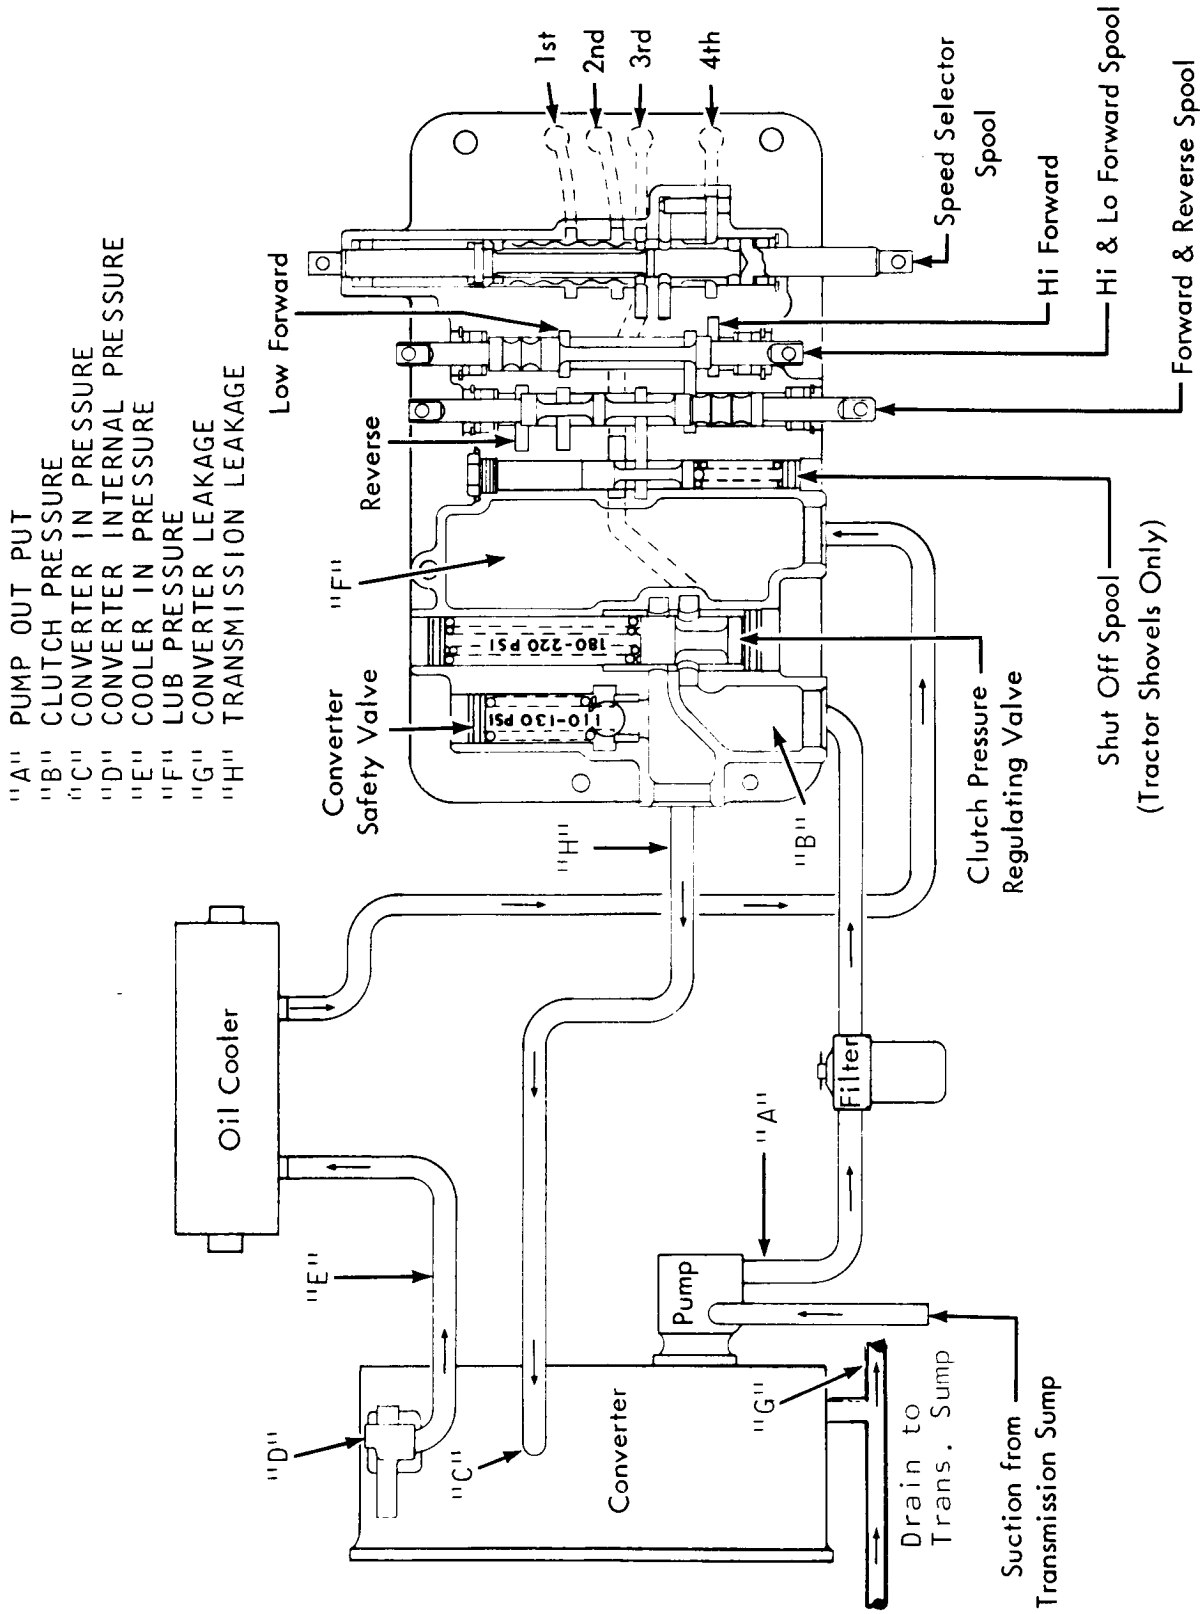 "A" PUMP OUT PUT
"B" CLUTCH PRESSURE
"C" CONVERTER IN PRESSURE
"D" CONVERTER INTERNAL PRESSURE
"E" COOLER IN PRESSURE
"F" LUB PRESSURE
"G" CONVERTER LEAKAGE
"H" TRANSMISSION LEAKAGE
Oil Cooler
"E"
"D"
"C"
Converter
"G"
Drain to
Trans. Sump
Suction from
Transmission Sump
Pump
"A"
Filter
"H"
"B"
Converter
Safety Valve
110-130 PSI
180-220 PSI
"F"
Reverse
Low Forward
1st
2nd
3rd
4th
Speed Selector
Spool
Hi Forward
Hi & Lo Forward Spool
Forward & Reverse Spool
Shut Off Spool
(Tractor Shovels Only)
Clutch Pressure
Regulating Valve